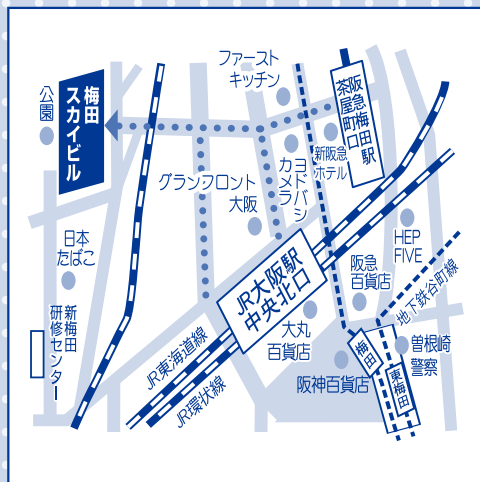 ファースト
キッチン
公園
梅田
スカイビル
阪急梅田駅
茶屋町口
新阪急
ホテル
ヨドバシ
カメラ
グランフロント
大阪
日本
たばこ
HEP
FIVE
JR大阪駅
中央北口
阪急
百貨店
地下鉄谷町線
新梅田
研修センター
大丸
百貨店
JR東海道線
JR環状線
梅田
曽根崎
警察
東梅田
阪神百貨店